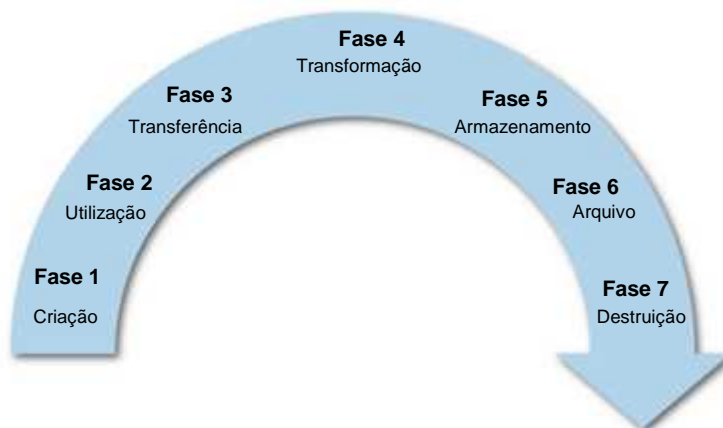 Fase 1
Criação
Fase 2
Utilização
Fase 3
Transferência
Fase 4
Transformação
Fase 5
Armazenamento
Fase 6
Arquivo
Fase 7
Destruição